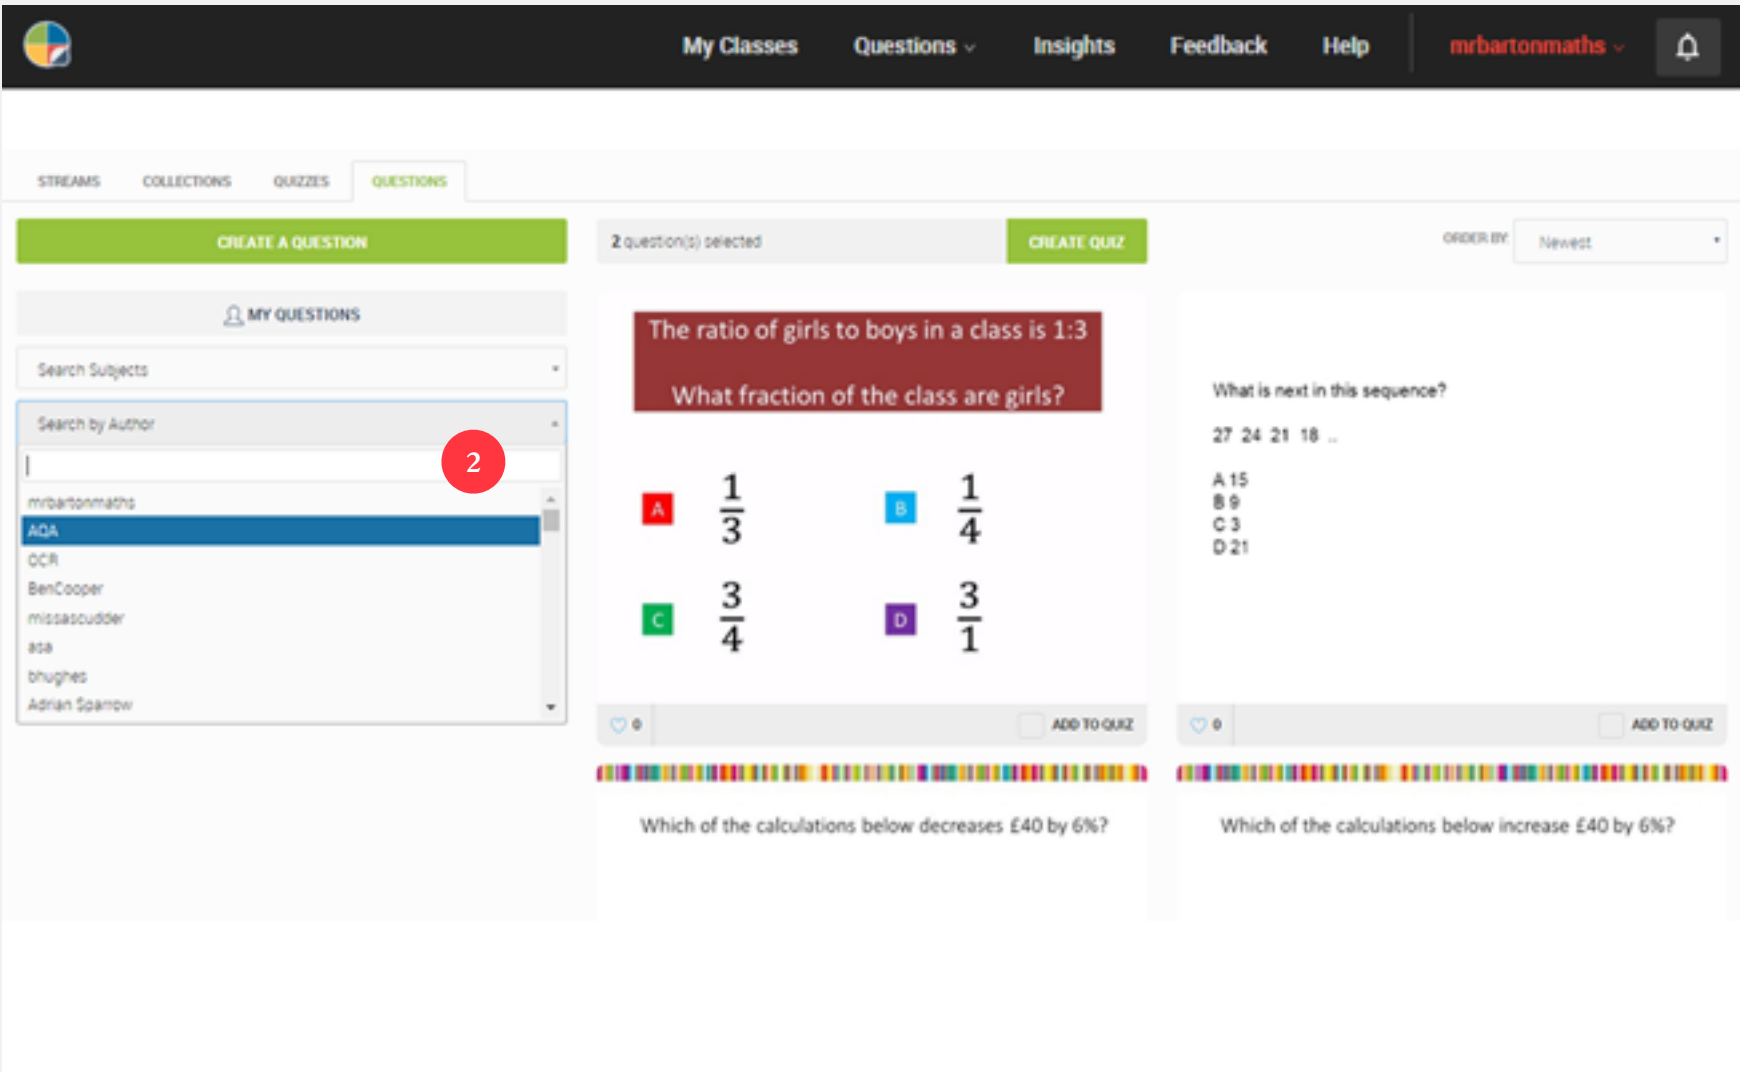 My Classes Questions Insights Feedback Help mrbartonmaths
STREAMS COLLECTIONS QUIZZES QUESTIONS
CREATE A QUESTION
2 question(s) selected
CREATE QUIZ
ORDER BY: Newest
MY QUESTIONS
Search Subjects
Search by Author
2
mrbartonmaths
AQA
OCR
BenCooper
missascudder
asa
bhughes
Adrian Sparrow
The ratio of girls to boys in a class is 1:3
What fraction of the class are girls?
A 1/3 B 1/4
C 3/4 D 3/1
0 ADD TO QUIZ
What is next in this sequence?
27 24 21 18 ..
A 15
B 9
C 3
D 21
0 ADD TO QUIZ
Which of the calculations below decreases £40 by 6%?
Which of the calculations below increase £40 by 6%?